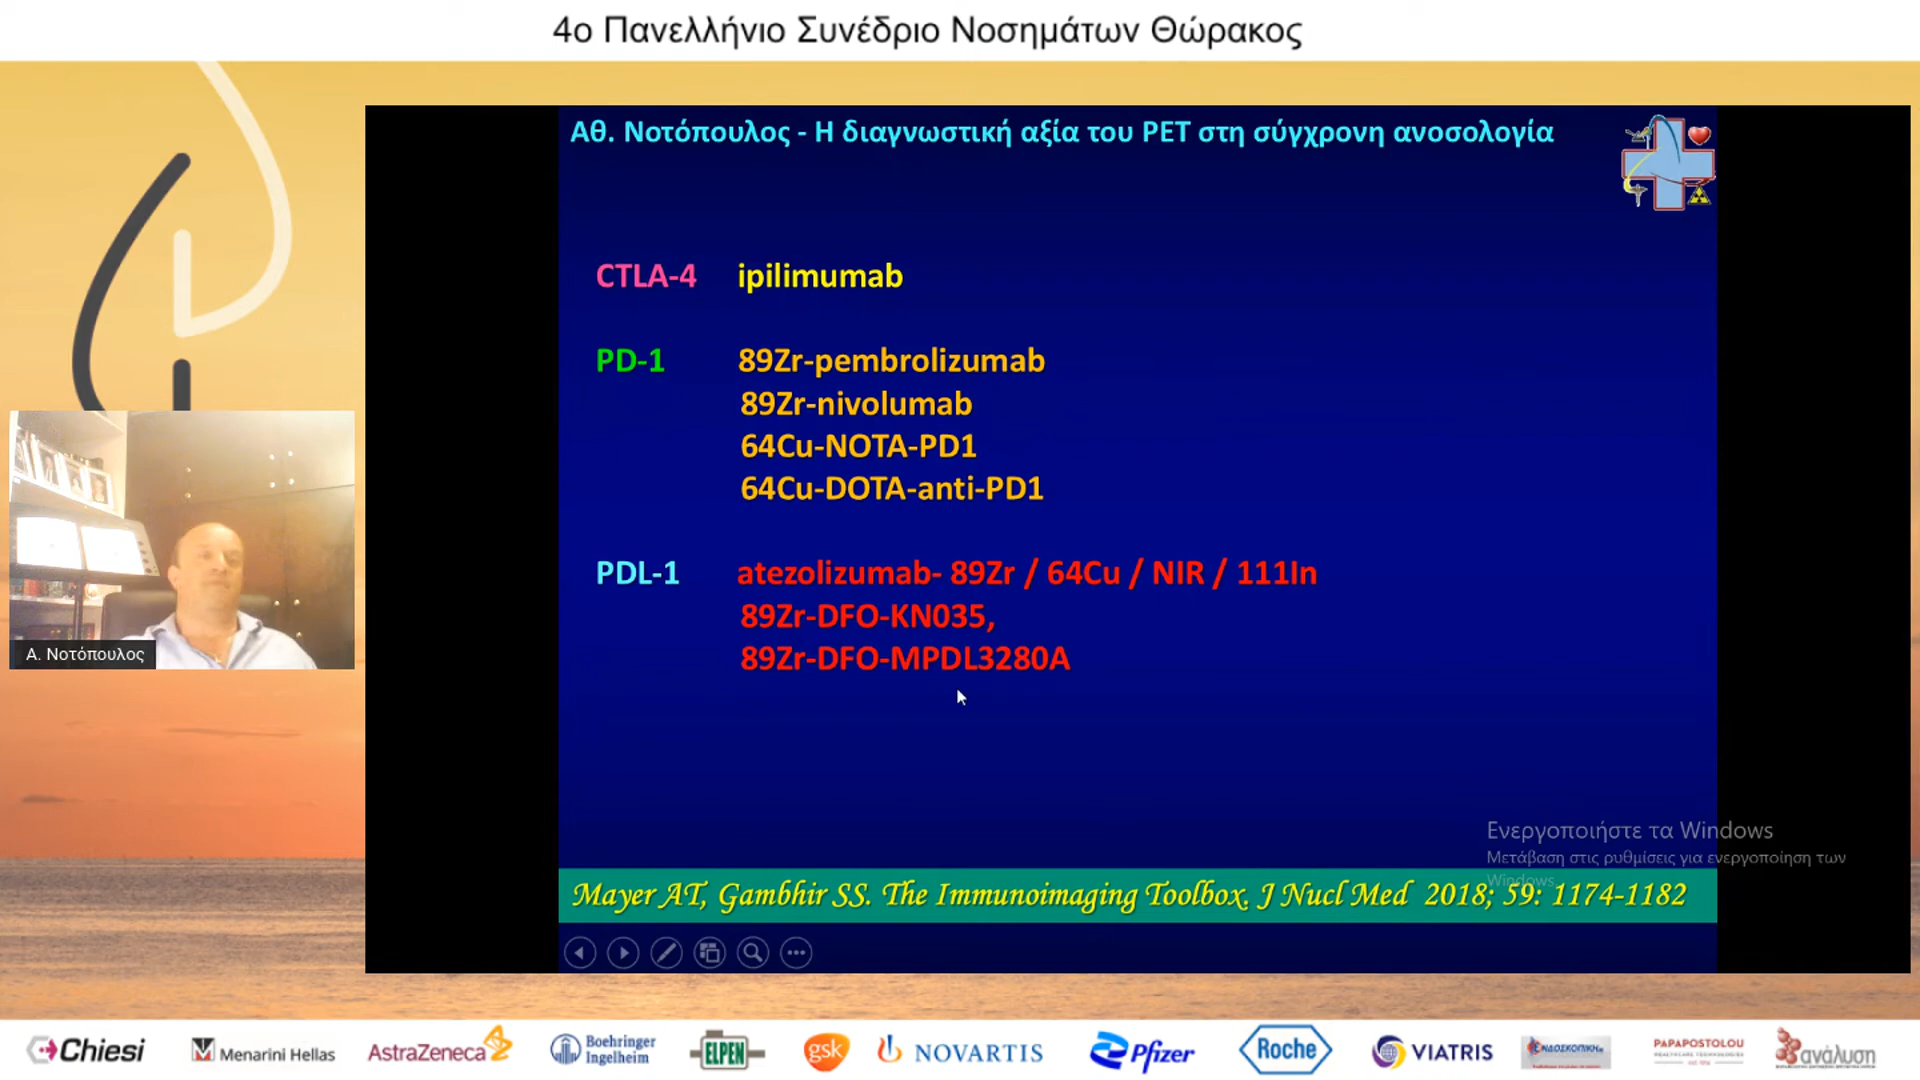 4ο Πανελλήνιο Συνέδριο Νοσημάτων Θώρακος
Αθ. Νοτόπουλος - Η διαγνωστική αξία του PET στη σύγχρονη ανοσολογία
CTLA-4 ipilimumab
PD-1 89Zr-pembrolizumab
89Zr-nivolumab
64Cu-NOTA-PD1
64Cu-DOTA-anti-PD1
PDL-1 atezolizumab- 89Zr / 64Cu / NIR / 111In
89Zr-DFO-KN035,
89Zr-DFO-MPDL3280A
Α. Νοτόπουλος
Ενεργοποιήστε τα Windows
Μετάβαση στις ρυθμίσεις για ενεργοποίηση των
Windows.
Mayer AT, Gambhir SS. The Immunoimaging Toolbox. J Nucl Med 2018; 59: 1174-1182
Chiesi
Menarini Hellas
AstraZeneca
Boehringer
Ingelheim
ELPEN
gsk
NOVARTIS
Pfizer
Roche
VIATRIS
ΕΝΔΟΣΚΟΠΙΚΗ
PAPAPOSTOLOU
ανάλυση